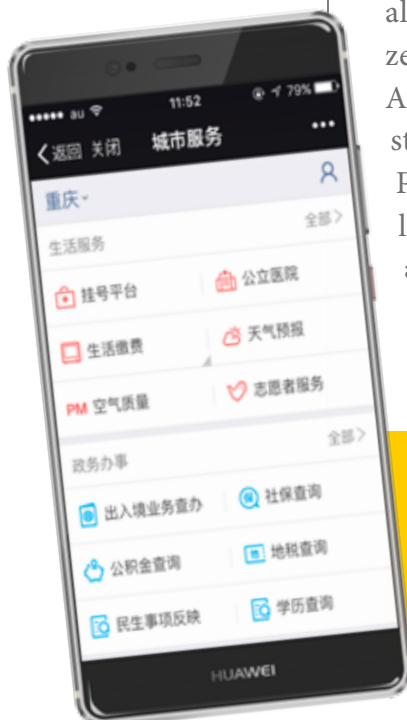 al
ze
A
st
P
l
a
au 11:52 79%
返回 关闭 城市服务
重庆
生活服务 全部
挂号平台 公立医院
生活缴费 天气预报
PM 空气质量 志愿者服务
政务办事 全部
出入境业务查办 社保查询
公积金查询 地税查询
民生事项反映 学历查询
HUAWEI